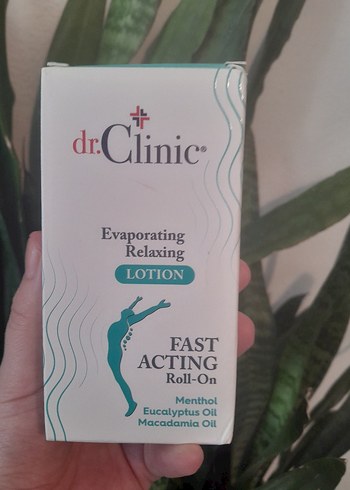 dr.Clinic®
Evaporating
Relaxing
LOTION
FAST
ACTING
Roll-On
Menthol
Eucalyptus Oil
Macadamia Oil